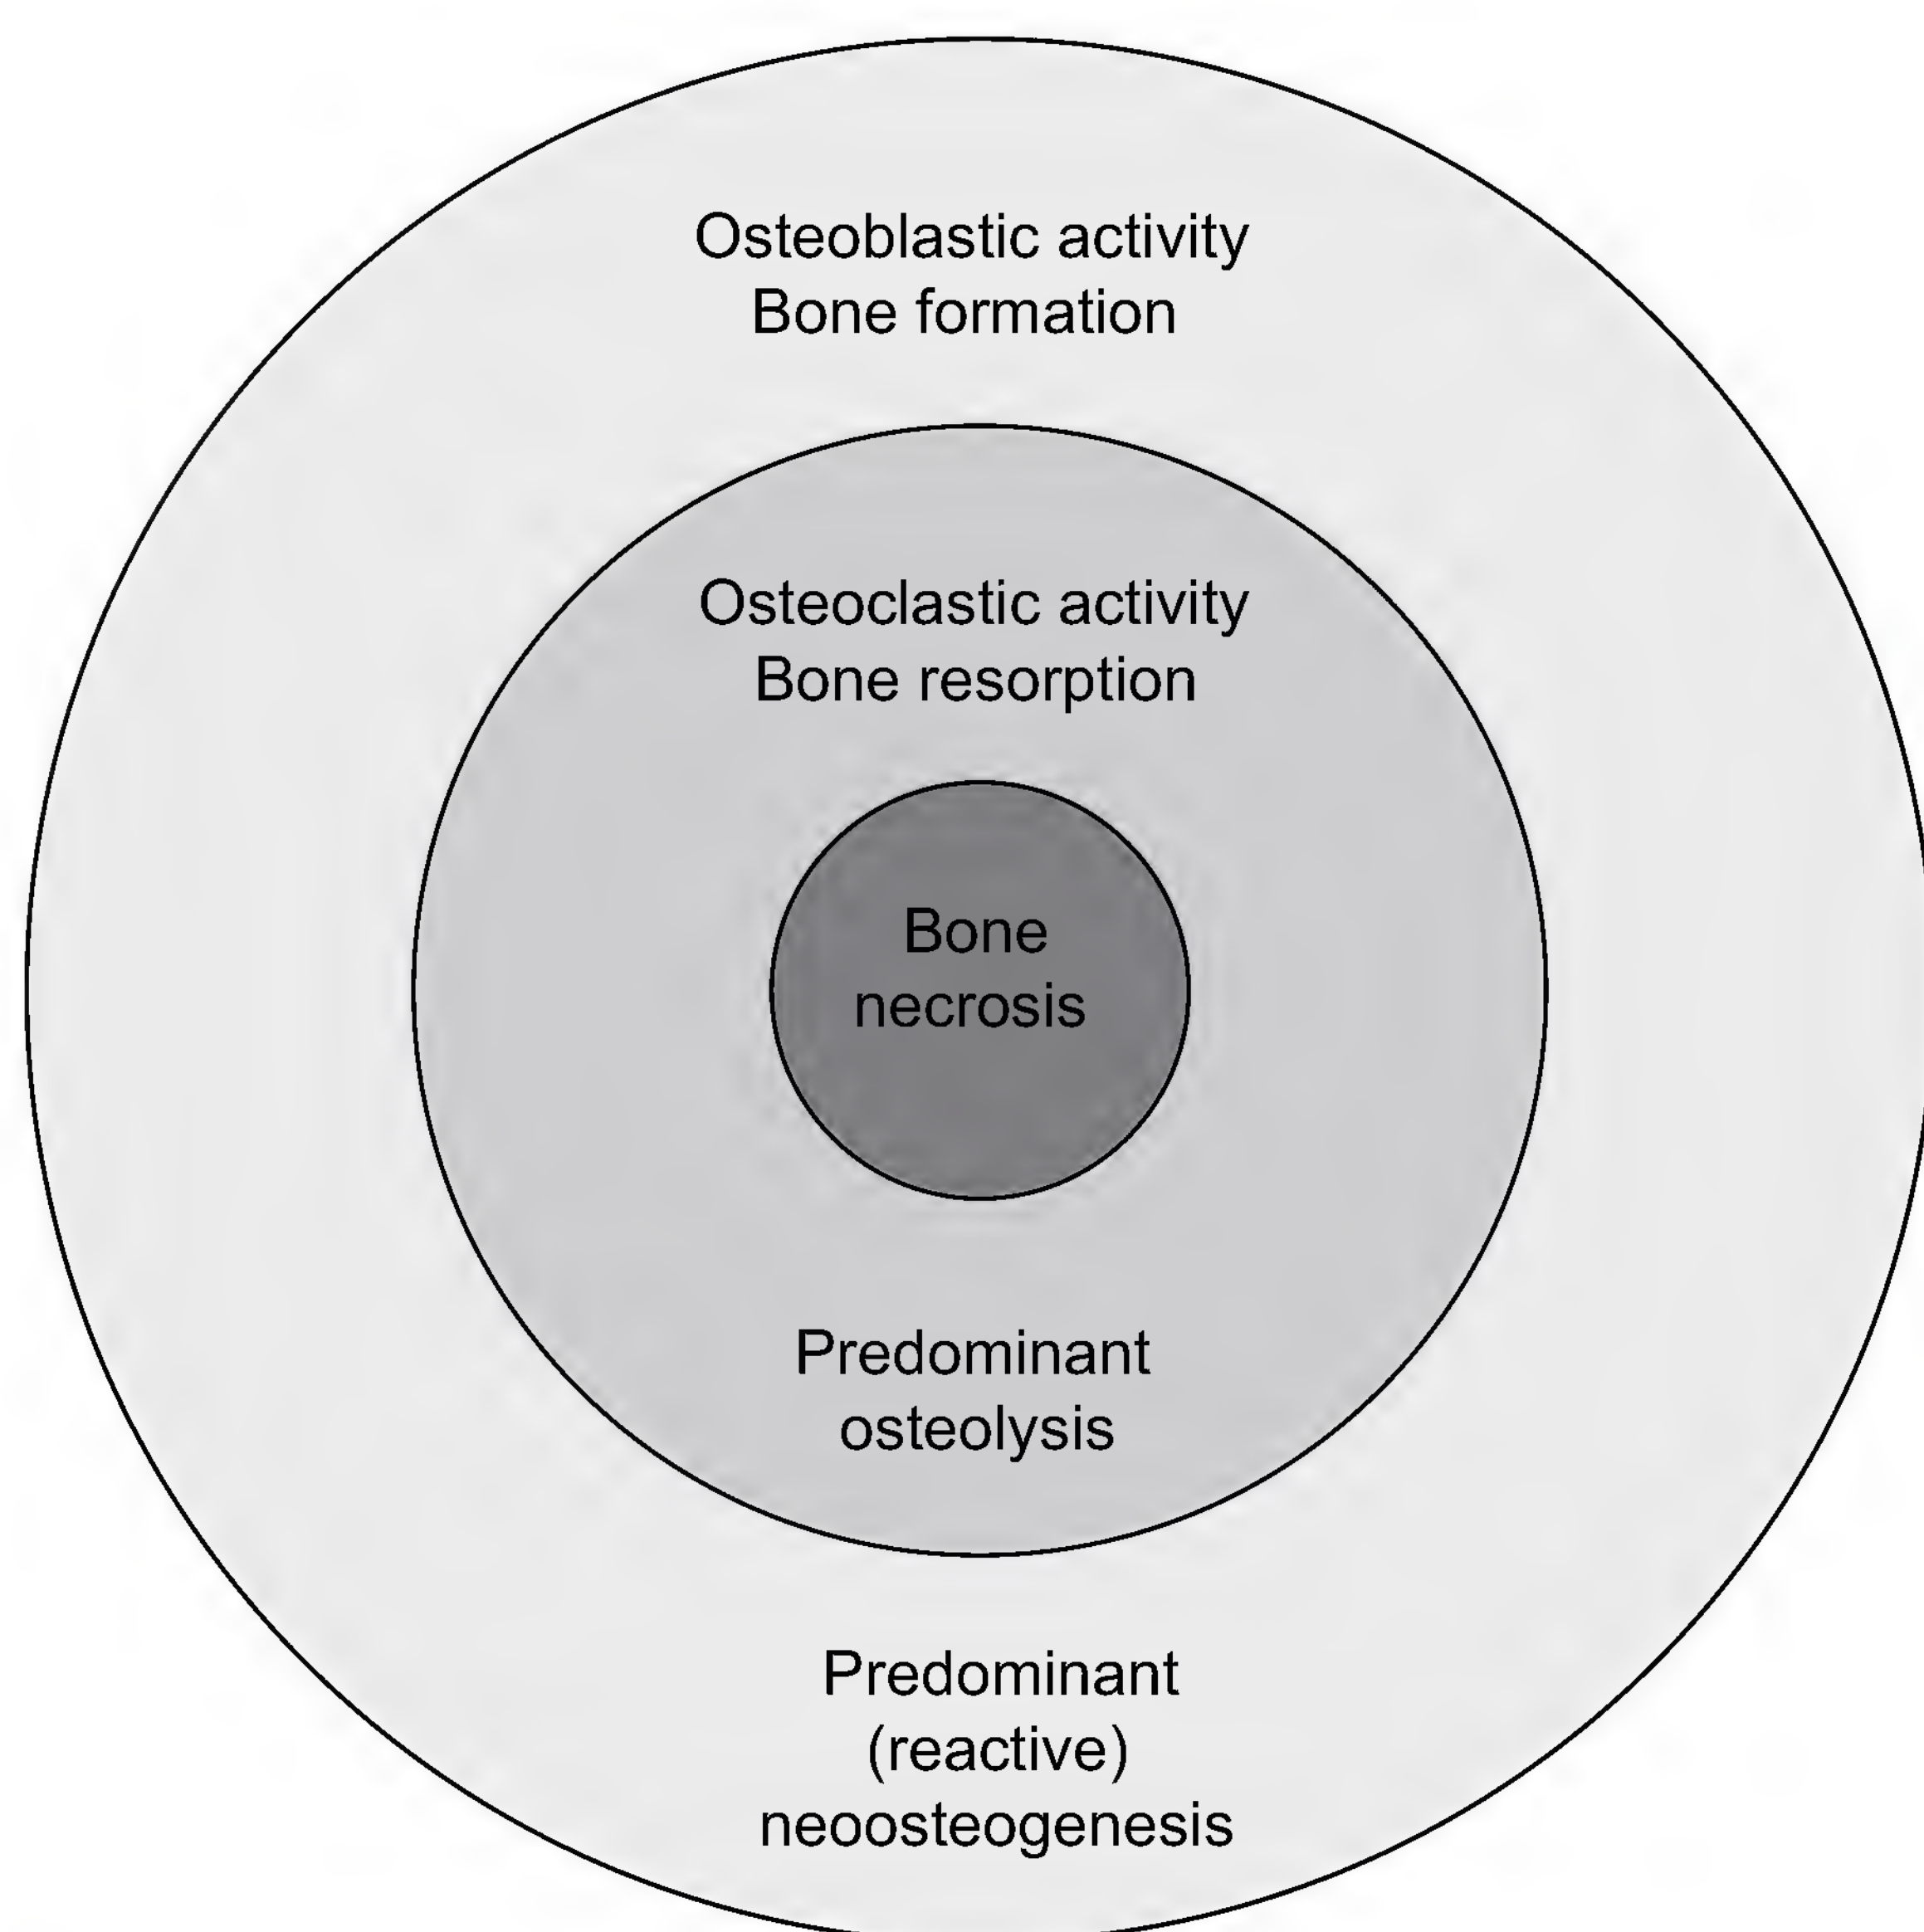 Osteoblastic activity
Bone formation
Osteoclastic activity
Bone resorption
Bone
necrosis
Predominant
osteolysis
Predominant
(reactive)
neoosteogenesis